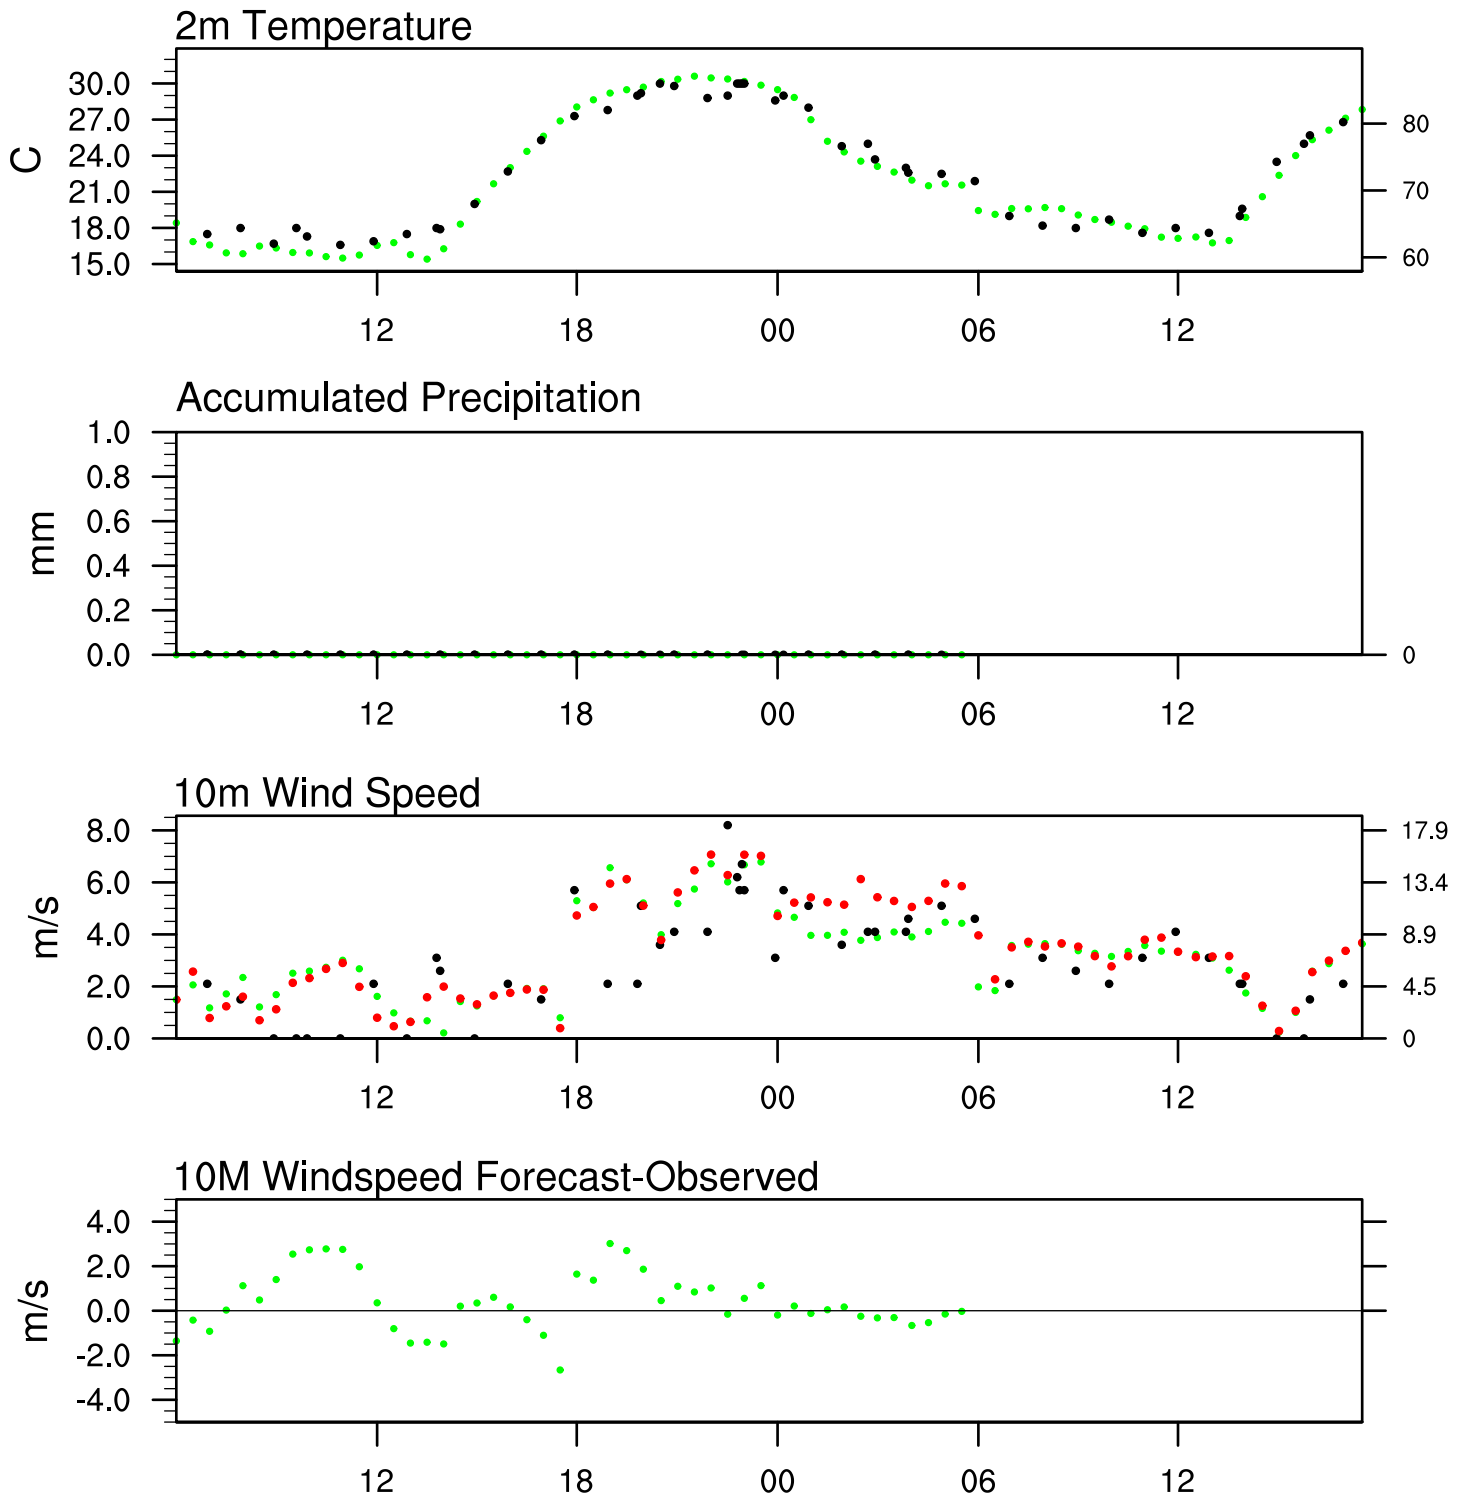 2m Temperature
30.0
27.0
24.0
21.0
18.0
15.0
C
80
70
60
12 18 00 06 12
Accumulated Precipitation
1.0
0.8
0.6
0.4
0.2
0.0
mm
0
12 18 00 06 12
10m Wind Speed
8.0
6.0
4.0
2.0
0.0
m/s
17.9
13.4
8.9
4.5
0
12 18 00 06 12
10M Windspeed Forecast-Observed
4.0
2.0
0.0
-2.0
-4.0
m/s
12 18 00 06 12